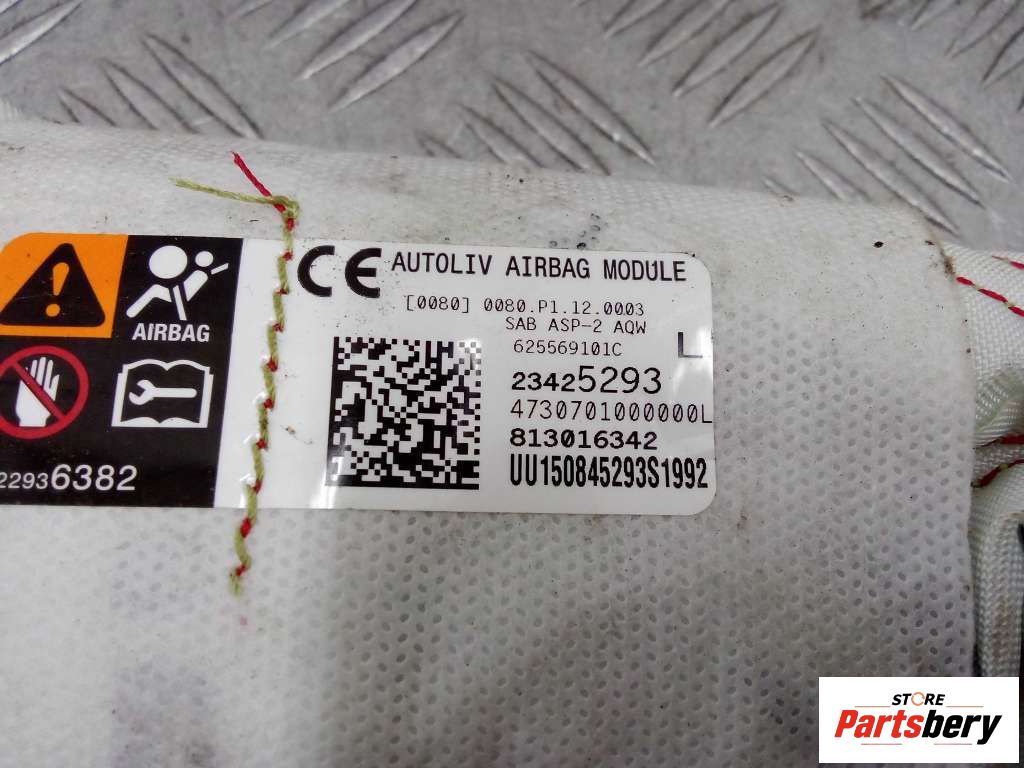 CE AUTOLIV AIRBAG MODULE
[0080] 0080.P1.12.0003
SAB ASP-2 AQW
625569101C L
23425293
4730701000000L
813016342
UU150845293S1992
AIRBAG
22936382
STORE
Partsbery